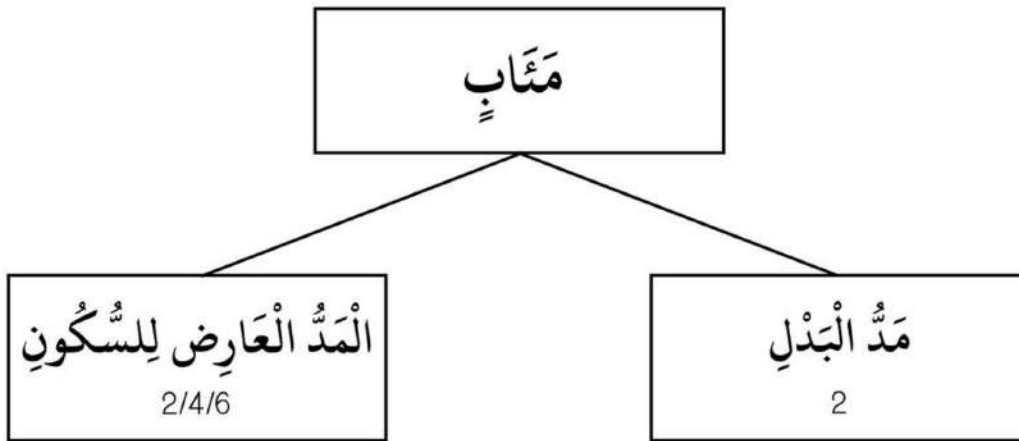 مَئَابٍ
مَدُّ الْبَدْلِ
2
الْمَدُّ الْعَارِض لِلسُّكُونِ
2/4/6